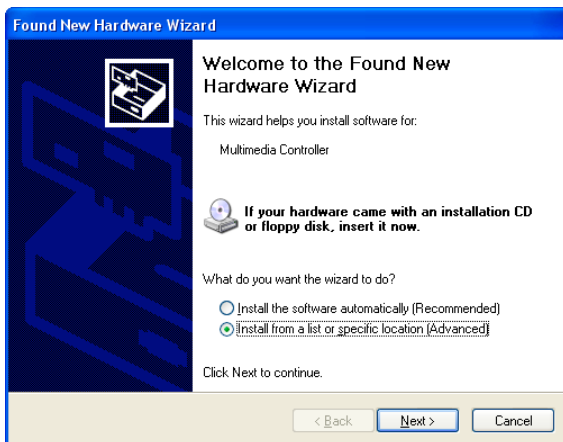 Found New Hardware Wizard
Welcome to the Found New
Hardware Wizard
This wizard helps you install software for:
Multimedia Controller
If your hardware came with an installation CD
or floppy disk, insert it now.
What do you want the wizard to do?
Install the software automatically (Recommended)
Install from a list or specific location (Advanced)
Click Next to continue.
< Back Next > Cancel